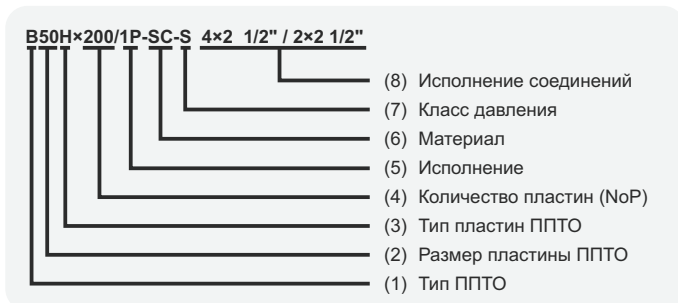 B50H×200/1P-SC-S 4×2 1/2" / 2×2 1/2"
(8) Исполнение соединений
(7) Класс давления
(6) Материал
(5) Исполнение
(4) Количество пластин (NoP)
(3) Тип пластин ППТО
(2) Размер пластины ППТО
(1) Тип ППТО